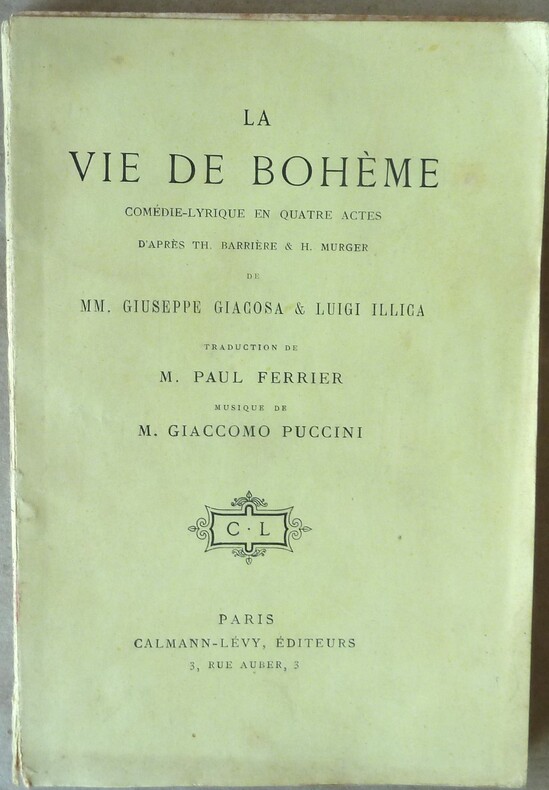 LA
VIE DE BOHÈME
COMÉDIE-LYRIQUE EN QUATRE ACTES
D'APRÈS TH. BARRIÈRE & H. MURGER
DE
MM. GIUSEPPE GIACOSA & LUIGI ILLICA
TRADUCTION DE
M. PAUL FERRIER
MUSIQUE DE
M. GIACCOMO PUCCINI
C·L
PARIS
CALMANN-LÉVY, ÉDITEURS
3, RUE AUBER, 3